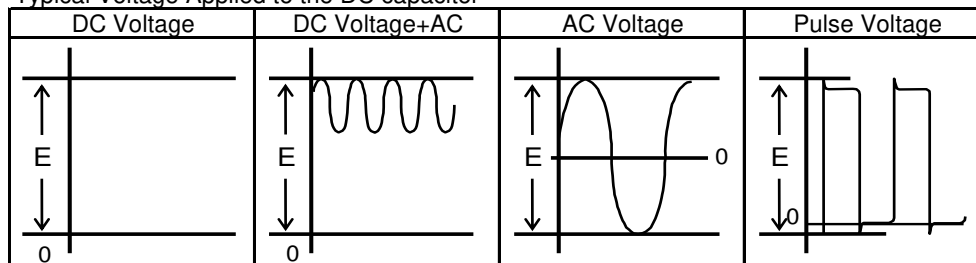 Typical Voltage Applied to the DC capacitor
DC Voltage DC Voltage+AC AC Voltage Pulse Voltage
E E E 0 E
0
0 0